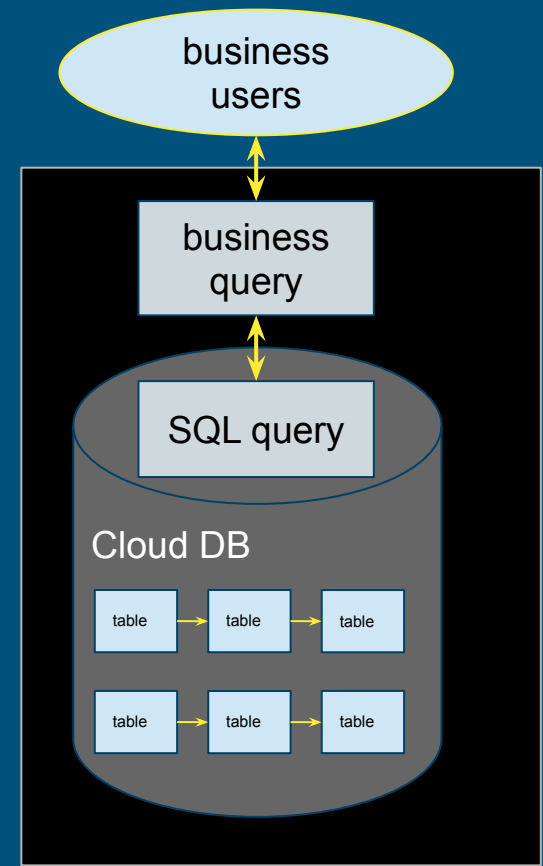 business
users
business
query
SQL query
Cloud DB
table
table
table
table
table
table